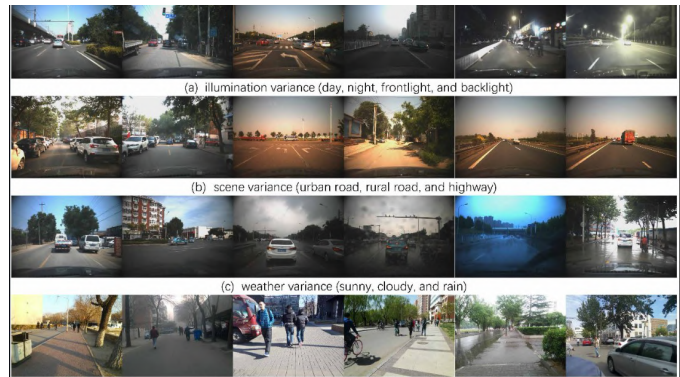 (a) illumination variance (day, night, frontlight, and backlight)
(b) scene variance (urban road, rural road, and highway)
(c) weather variance (sunny, cloudy, and rain)